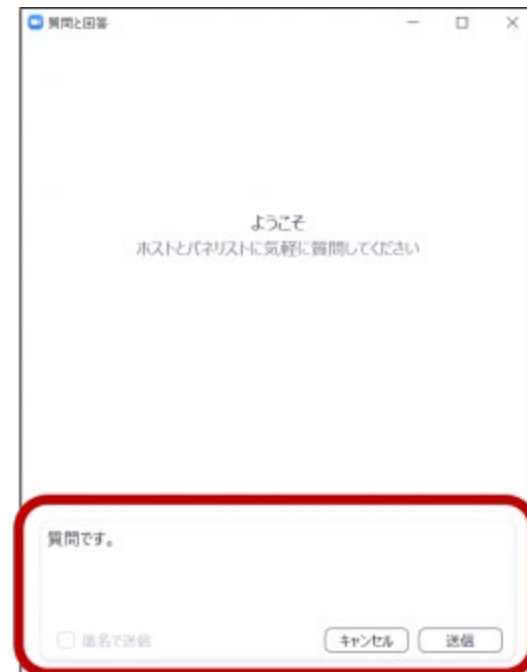 質問と回答
ようこそ
ホストとパネリストに気軽に質問してください
質問です。
匿名で送信
キャンセル
送信